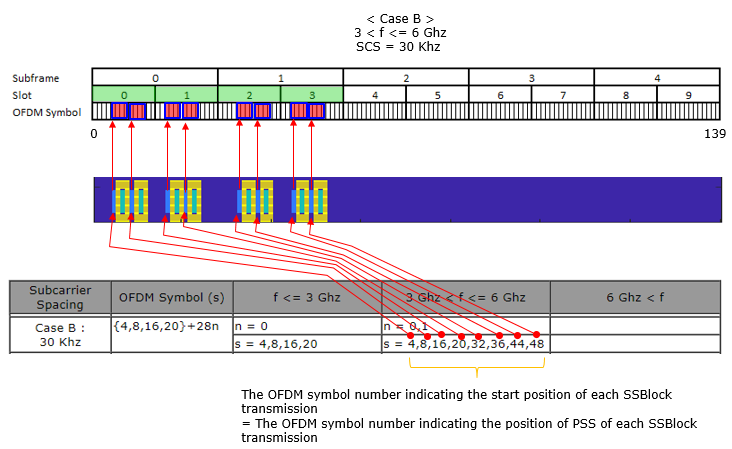 < Case B >
3 < f <= 6 Ghz
SCS = 30 Khz
Subframe 0 1 2 3 4
Slot 0 1 2 3 4 5 6 7 8 9
OFDM Symbol
0 139
Subcarrier Spacing OFDM Symbol (s) f <= 3 Ghz 3 Ghz < f <= 6 Ghz 6 Ghz < f
Case B : 30 Khz {4,8,16,20}+28n n = 0 n = 0,1
s = 4,8,16,20 s = 4,8,16,20,32,36,44,48
The OFDM symbol number indicating the start position of each SSBlock
transmission
= The OFDM symbol number indicating the position of PSS of each SSBlock
transmission